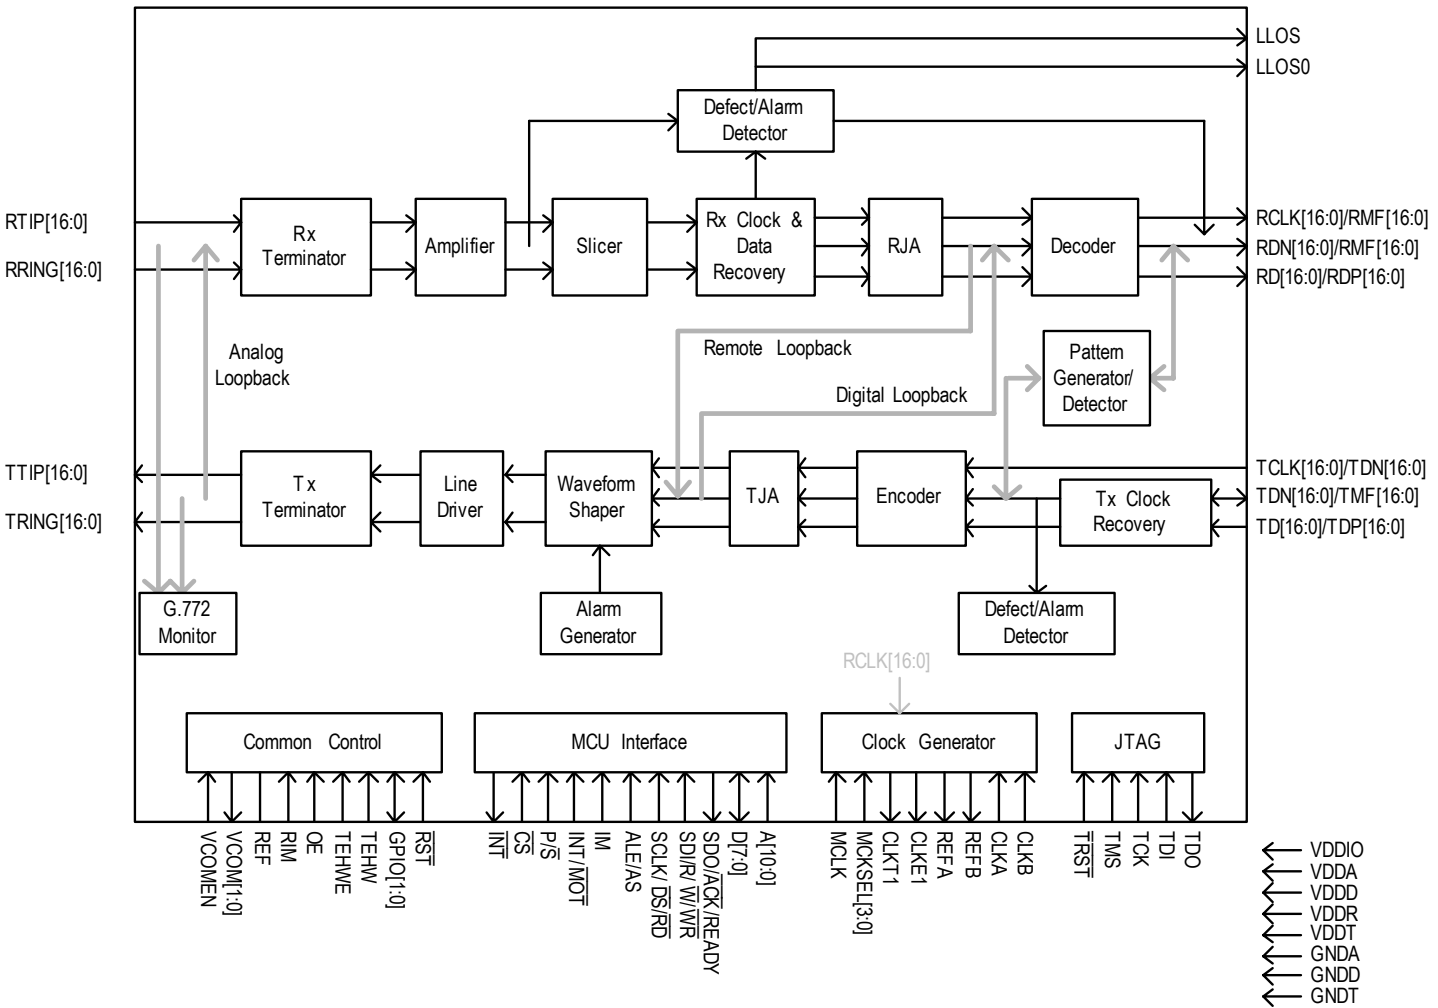 LLOS
LLOS0
Defect/Alarm
Detector
RTIP[16:0]
RRING[16:0]
Rx
Terminator
Amplifier
Slicer
Rx Clock &
Data
Recovery
RJA
Decoder
RCLK[16:0]/RMF[16:0]
RDN[16:0]/RMF[16:0]
RD[16:0]/RDP[16:0]
Analog
Loopback
Remote Loopback
Digital Loopback
Pattern
Generator/
Detector
TTIP[16:0]
TRING[16:0]
Tx
Terminator
Line
Driver
Waveform
Shaper
TJA
Encoder
Tx Clock
Recovery
TCLK[16:0]/TDN[16:0]
TDN[16:0]/TMF[16:0]
TD[16:0]/TDP[16:0]
G.772
Monitor
Alarm
Generator
Defect/Alarm
Detector
RCLK[16:0]
Common Control
MCU Interface
Clock Generator
JTAG
VCOMEN
VCOM[1:0]
REF
RIM
OE
TEHWE
TEHW
GPIO[1:0]
RST
INT
CS
P/S
INT/MOT
IM
ALE/AS
SCLK/DS/RD
SDI/R/W/WR
SDO/ACK/READY
D[7:0]
A[10:0]
MCLK
MCKSEL[3:0]
CLKT1
CLKE1
REFA
REFB
CLKA
CLKB
TRST
TMS
TCK
TDI
TDO
VDDIO
VDDA
VDDD
VDDR
VDDT
GNDA
GNDD
GNDT